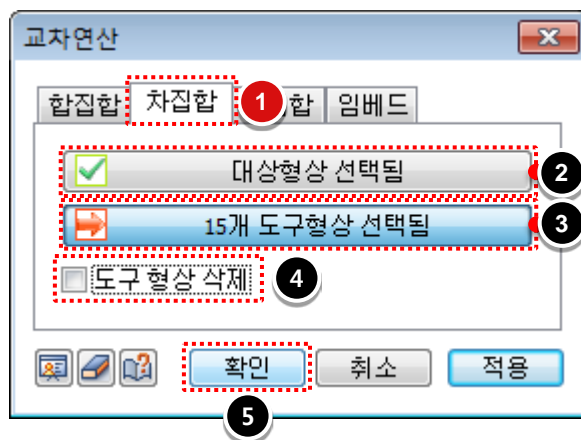 교차연산
합집합 차집합 1 합 임베드
대상형상 선택됨 2
15개 도구형상 선택됨 3
도구 형상 삭제 4
확인 취소 적용
5